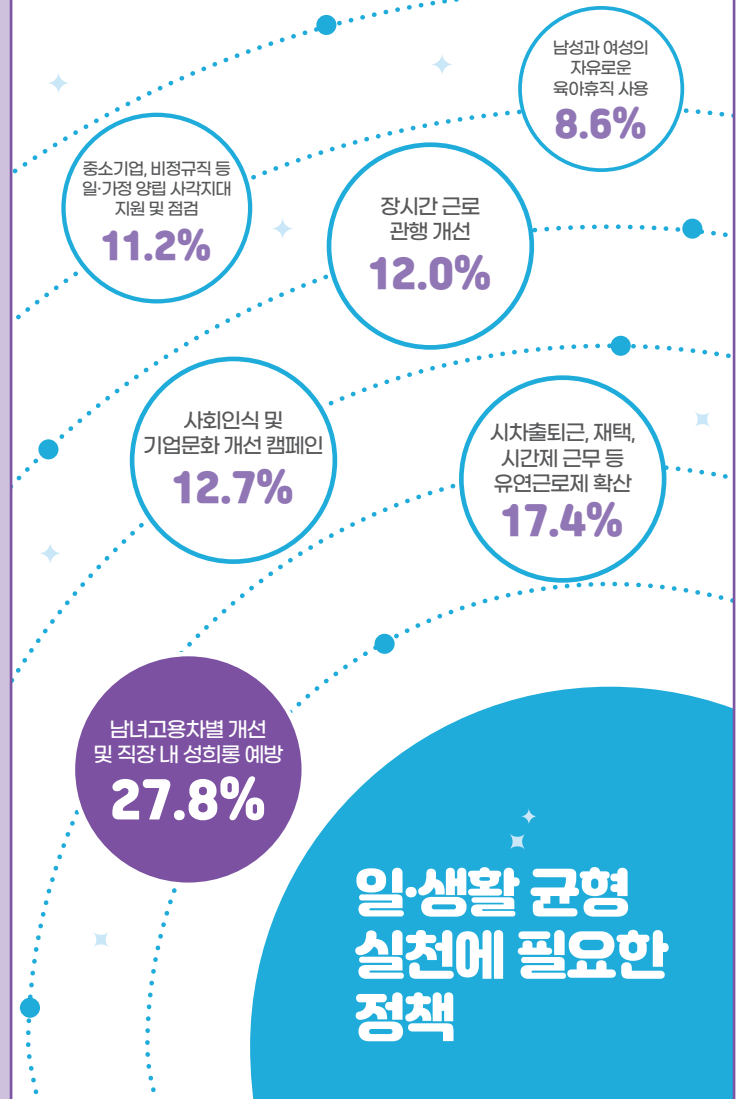 남성과 여성의
자유로운
육아휴직 사용
8.6%
중소기업, 비정규직 등
일·가정 양립 사각지대
지원 및 점검
11.2%
장시간 근로
관행 개선
12.0%
사회인식 및
기업문화 개선 캠페인
12.7%
시차출퇴근, 재택,
시간제 근무 등
유연근로제 확산
17.4%
남녀고용차별 개선
및 직장 내 성희롱 예방
27.8%
일·생활 균형
실천에 필요한
정책